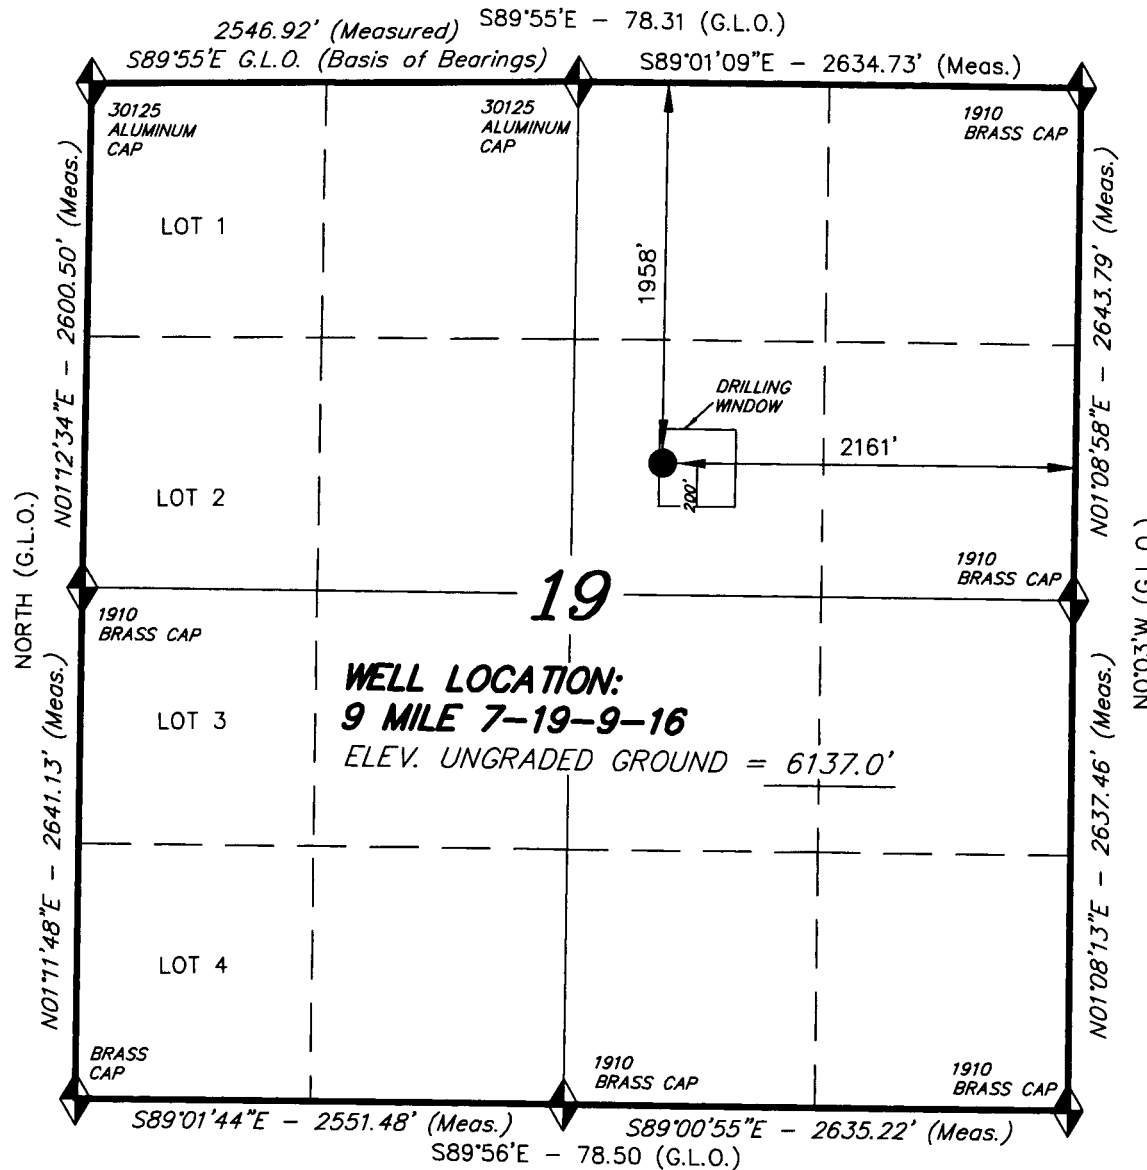 S89°55'E - 78.31 (G.L.O.)
2546.92' (Measured)
S89°55'E G.L.O. (Basis of Bearings)
S89°01'09"E - 2634.73' (Meas.)
30125
ALUMINUM
CAP
30125
ALUMINUM
CAP
1910
BRASS CAP
N01°12'34"E - 2600.50' (Meas.)
N01°08'58"E - 2643.79' (Meas.)
LOT 1
1958'
DRILLING
WINDOW
2161'
200'
LOT 2
NORTH (G.L.O.)
N0°03'W (G.L.O.)
19
1910
BRASS CAP
1910
BRASS CAP
WELL LOCATION:
9 MILE 7-19-9-16
ELEV. UNGRADED GROUND = 6137.0'
LOT 3
N01°11'48"E - 2641.13' (Meas.)
N01°08'13"E - 2637.46' (Meas.)
LOT 4
BRASS
CAP
1910
BRASS CAP
1910
BRASS CAP
S89°01'44"E - 2551.48' (Meas.)
S89°00'55"E - 2635.22' (Meas.)
S89°56'E - 78.50 (G.L.O.)